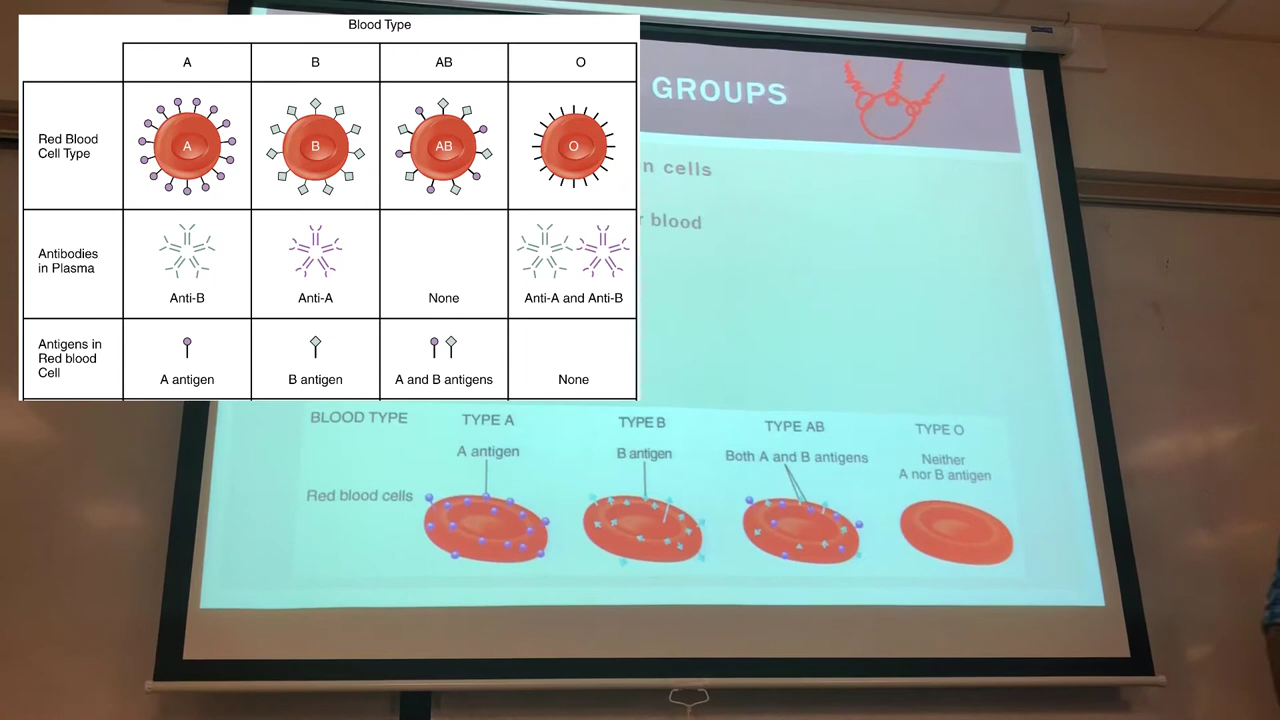 Blood Type
A B AB O
Red Blood
Cell Type
A B AB O
Antibodies
in Plasma
Anti-B Anti-A None Anti-A and Anti-B
Antigens in
Red blood
Cell
A antigen B antigen A and B antigens None
GROUPS
n cells
blood
BLOOD TYPE TYPE A TYPE B TYPE AB TYPE O
A antigen B antigen Both A and B antigens Neither
A nor B antigen
Red blood cells